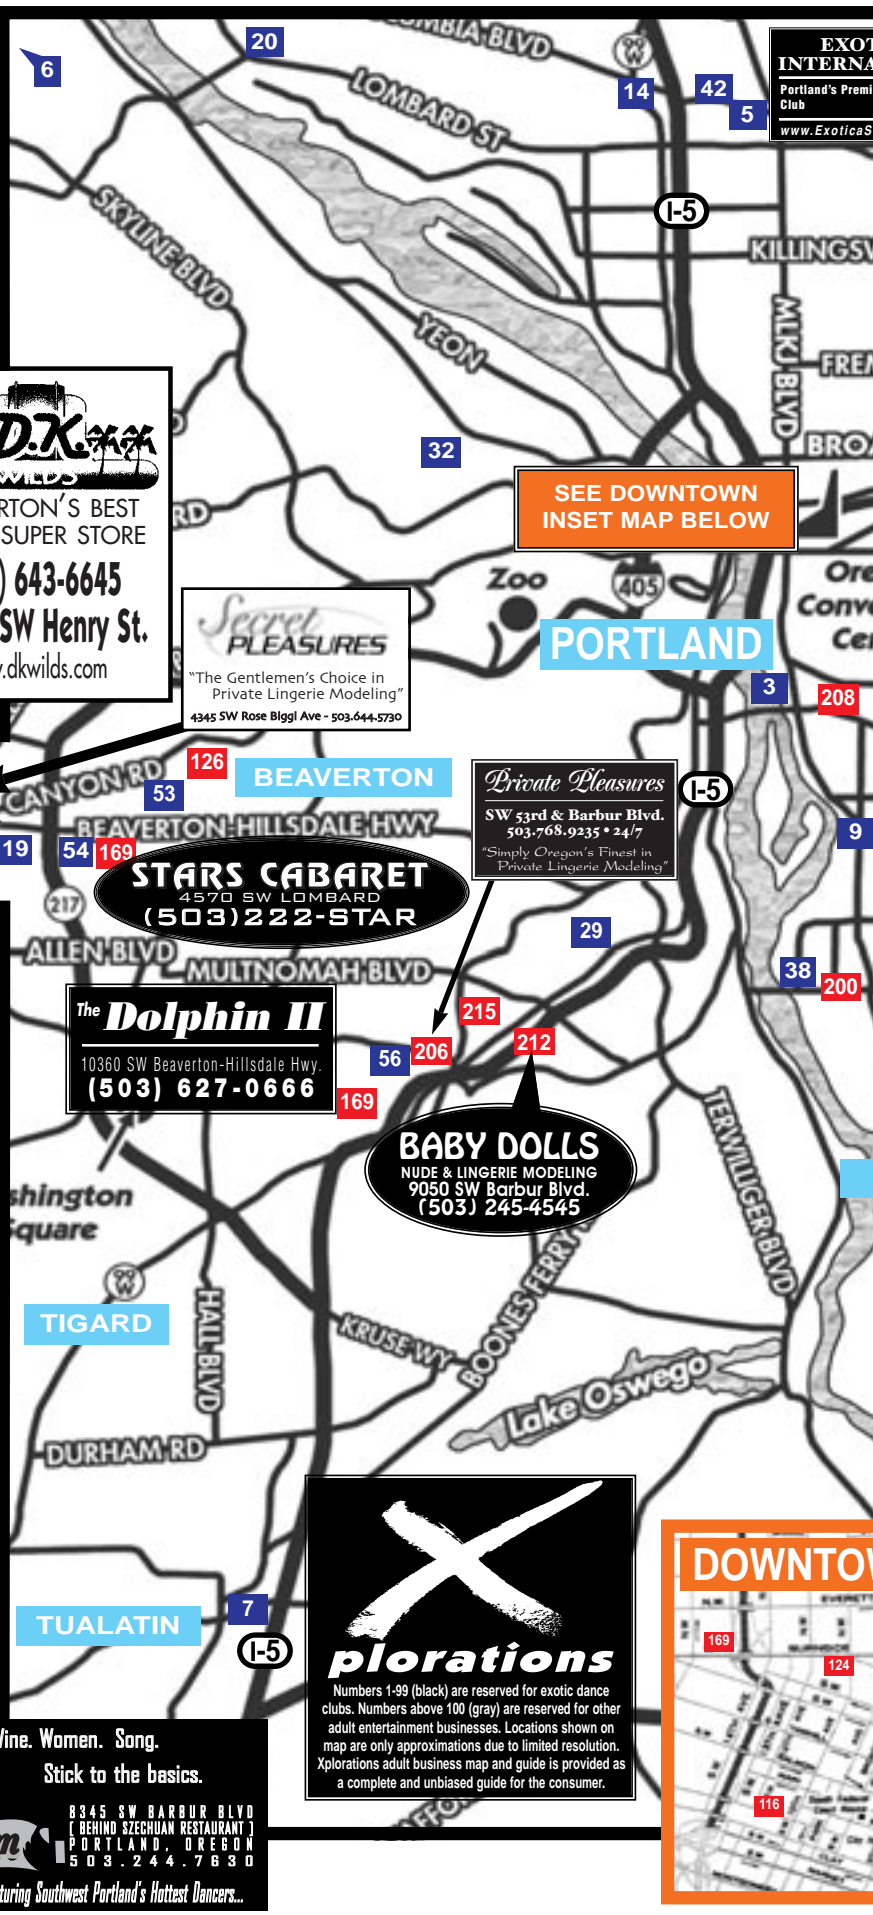 COLUMBIA BLVD
20
6
14
42
5
EXOT
INTERNA
Portland's Premi
Club
www.ExoticaS
LOMBARD ST
I-5
SKYLINE BLVD
KILLINGSW
YEON
MLKJ BLVD
FREM
BROA
32
SEE DOWNTOWN
INSET MAP BELOW
D.K.
WILDS
RTON'S BEST
SUPER STORE
) 643-6645
SW Henry St.
.dkwilds.com
RD
Zoo
405
Ore
Conve
Cen
PORTLAND
Secret
PLEASURES
"The Gentlemen's Choice in
Private Lingerie Modeling"
4345 SW Rose Biggi Ave - 503.644.5730
3
208
126
CANYON RD
53
BEAVERTON
Private Pleasures
SW 53rd & Barbur Blvd.
503.768.9235 • 24/7
"Simply Oregon's Finest in
Private Lingerie Modeling"
I-5
BEAVERTON-HILLSDALE HWY
19
54
169
9
STARS CABARET
4570 SW LOMBARD
(503)222-STAR
217
29
ALLEN BLVD
MULTNOMAH BLVD
38
200
The Dolphin II
10360 SW Beaverton-Hillsdale Hwy.
(503) 627-0666
215
212
56
206
169
BABY DOLLS
NUDE & LINGERIE MODELING
9050 SW Barbur Blvd.
(503) 245-4545
TERWILLIGER BLVD
shington
Square
99
W
TIGARD
HALL BLVD
KRUSE WY
BOONES FERRY
Lake Oswego
DURHAM RD
7
TUALATIN
I-5
X
plorations
Numbers 1-99 (black) are reserved for exotic dance
clubs. Numbers above 100 (gray) are reserved for other
adult entertainment businesses. Locations shown on
map are only approximations due to limited resolution.
Xplorations adult business map and guide is provided as
a complete and unbiased guide for the consumer.
DOWNTOW
N.W.
EVERETT
169
BURNSIDE
124
S.W.
116
Wine. Women. Song.
Stick to the basics.
8345 SW BARBUR BLVD
[ BEHIND SZECHUAN RESTAURANT ]
PORTLAND, OREGON
503.244.7630
turing Southwest Portland's Hottest Dancers...